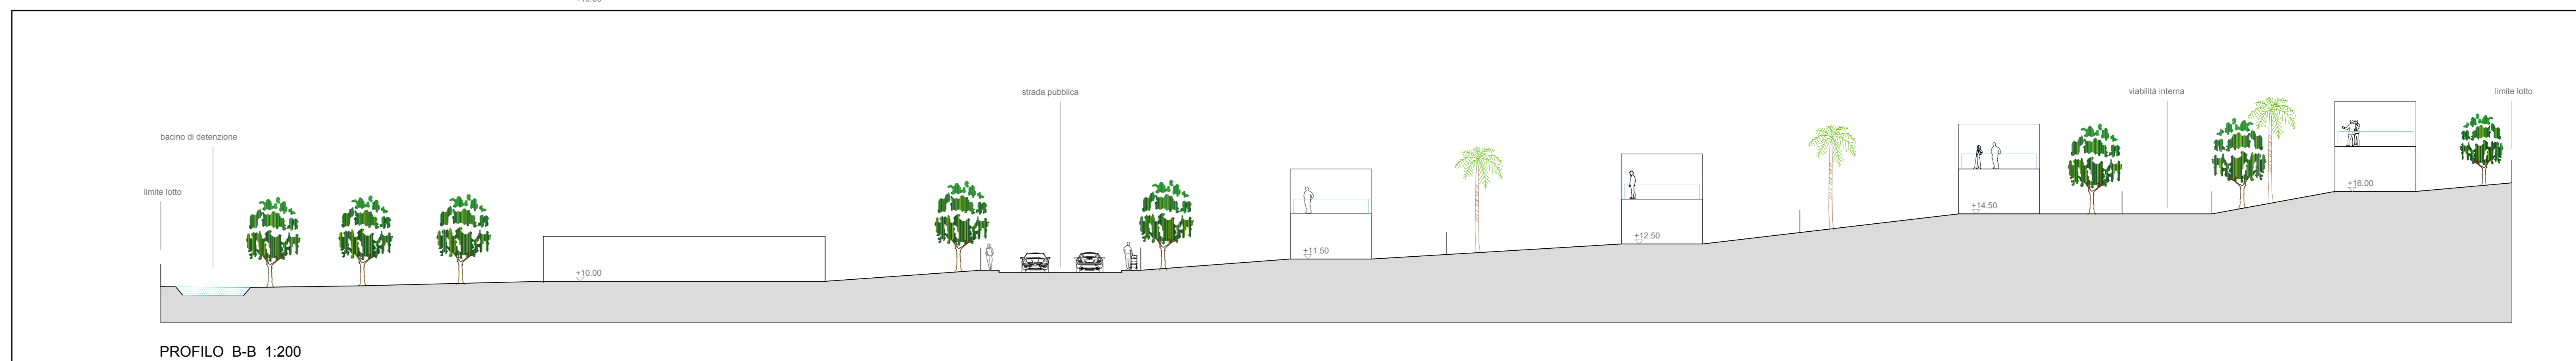 strada pubblica
viabilità interna
limite lotto
bacino di detenzione
limite lotto
+16.00
+14.50
+12.50
+11.50
+10.00
PROFILO B-B 1:200